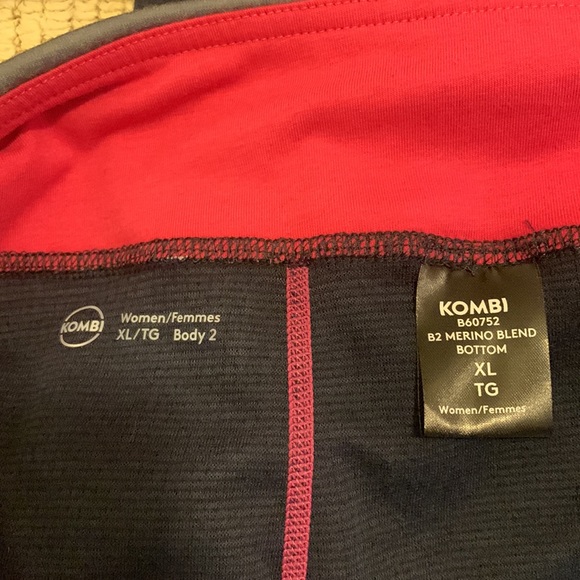 KOMBI
Women/Femmes
XL/TG Body 2
KOMBI
B60752
B2 MERINO BLEND
BOTTOM
XL
TG
Women/Femmes